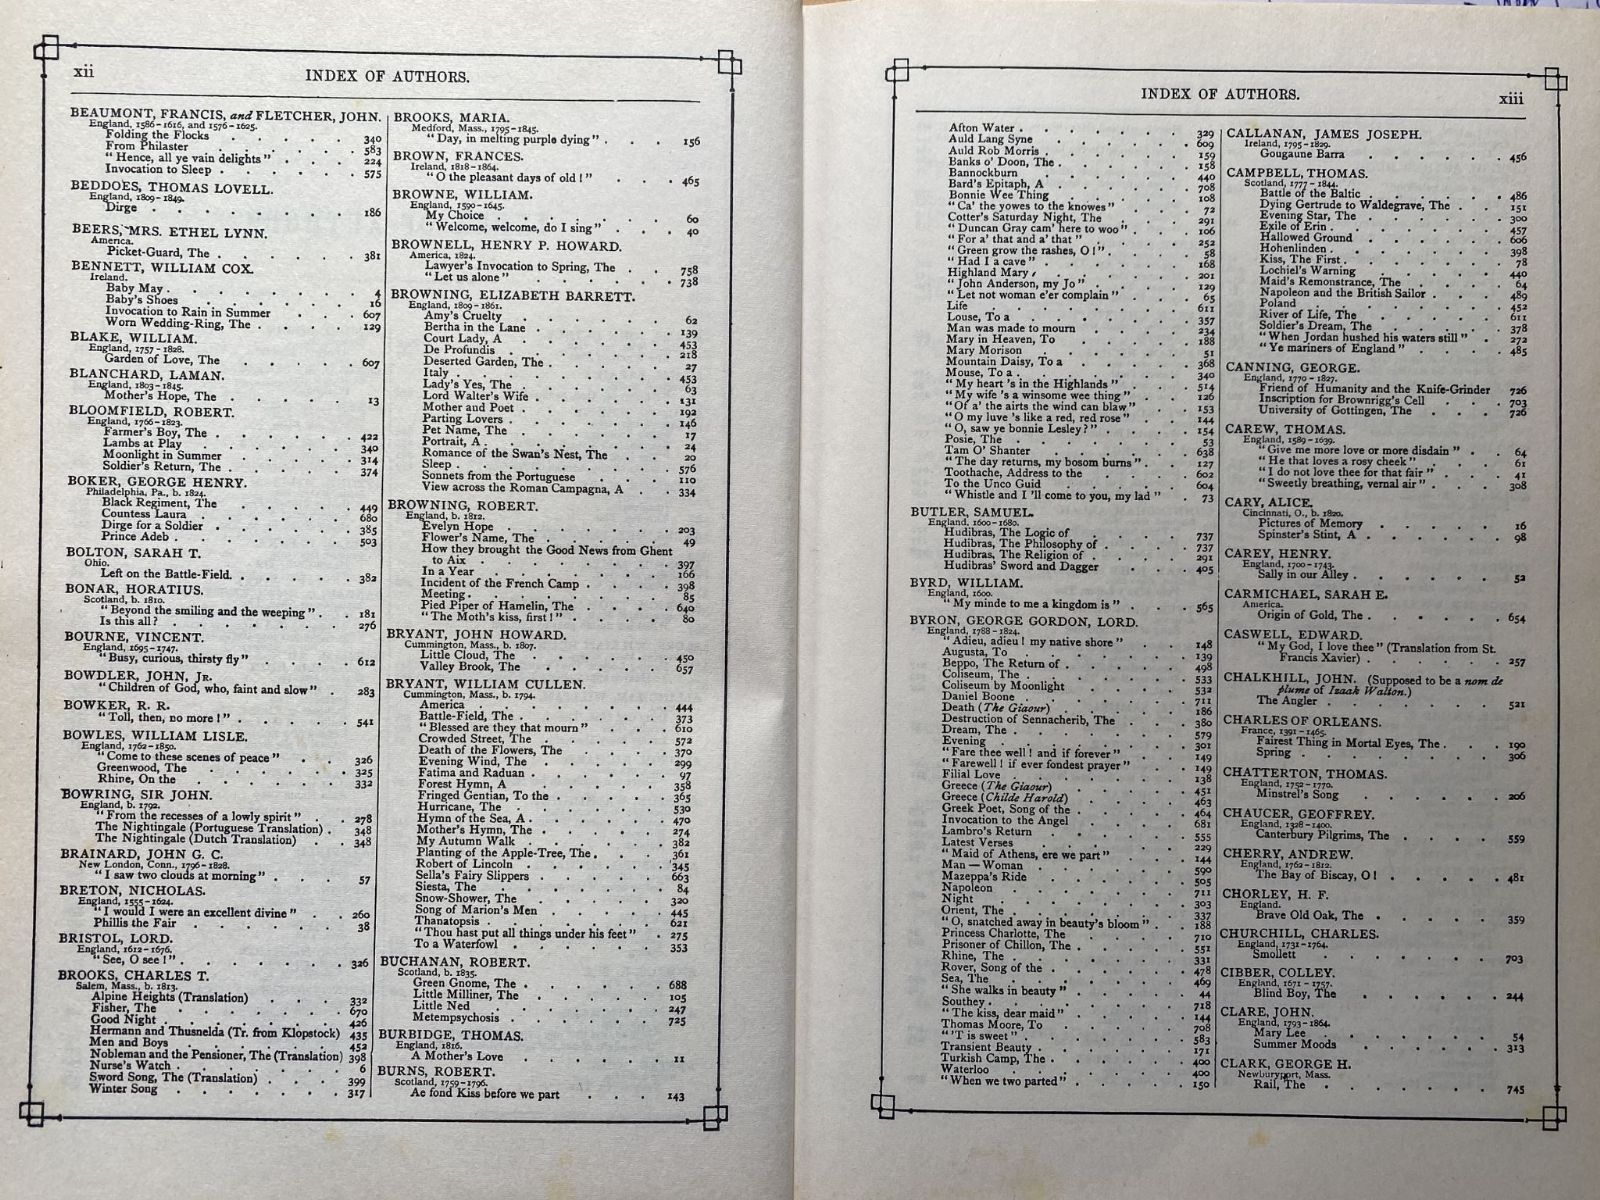 xii
INDEX OF AUTHORS.
BEAUMONT, FRANCIS, and FLETCHER, JOHN.
England, 1586-1616, and 1576-1625.
Folding the Flocks . . . . . 340
From Philaster . . . . . 583
"Hence, all ye vain delights" . . . . 224
Invocation to Sleep . . . . . 575
BEDDOES, THOMAS LOVELL.
England, 1809-1849.
Dirge . . . . . . 186
BEERS, MRS. ETHEL LYNN.
America.
Picket-Guard, The . . . . . 381
BENNETT, WILLIAM COX.
Ireland.
Baby May . . . . . . 4
Baby's Shoes . . . . . 16
Invocation to Rain in Summer . . . . 607
Worn Wedding-Ring, The . . . . 129
BLAKE, WILLIAM.
England, 1757-1828.
Garden of Love, The . . . . . 607
BLANCHARD, LAMAN.
England, 1803-1845.
Mother's Hope, The . . . . . 13
BLOOMFIELD, ROBERT.
England, 1766-1823.
Farmer's Boy, The . . . . . 422
Lambs at Play . . . . . 340
Moonlight in Summer . . . . . 314
Soldier's Return, The . . . . . 374
BOKER, GEORGE HENRY.
Philadelphia, Pa., b. 1824.
Black Regiment, The . . . . . 449
Countess Laura . . . . . 680
Dirge for a Soldier . . . . . 385
Prince Adeb . . . . . . 503
BOLTON, SARAH T.
Ohio.
Left on the Battle-Field. . . . . 382
BONAR, HORATIUS.
Scotland, b. 1810.
"Beyond the smiling and the weeping" . . 181
Is this all? . . . . . . 276
BOURNE, VINCENT.
England, 1695-1747.
"Busy, curious, thirsty fly" . . . . 612
BOWDLER, JOHN, JR.
"Children of God, who, faint and slow" . . 283
BOWKER, R. R.
"Toll, then, no more!" . . . . 541
BOWLES, WILLIAM LISLE.
England, 1762-1850.
"Come to these scenes of peace" . . . 326
Greenwood, The . . . . . 325
Rhine, On the . . . . . 332
BOWRING, SIR JOHN.
England, b. 1792.
"From the recesses of a lowly spirit" . . 278
The Nightingale (Portuguese Translation) . . 348
The Nightingale (Dutch Translation) . . 348
BRAINARD, JOHN G. C.
New London, Conn., 1796-1828.
"I saw two clouds at morning" . . . 57
BRETON, NICHOLAS.
England, 1555-1624.
"I would I were an excellent divine" . . 260
Phillis the Fair . . . . . 38
BRISTOL, LORD.
England, 1612-1676.
"See, O see!" . . . . . 326
BROOKS, CHARLES T.
Salem, Mass., b. 1813.
Alpine Heights (Translation) . . . . 332
Fisher, The . . . . . . 670
Good Night . . . . . . 426
Hermann and Thusnelda (Tr. from Klopstock) 435
Men and Boys . . . . . 452
Nobleman and the Pensioner, The (Translation) 398
Nurse's Watch . . . . . 6
Sword Song, The (Translation) . . . 399
Winter Song . . . . . . 317
BROOKS, MARIA.
Medford, Mass., 1795-1845.
"Day, in melting purple dying" . . . 156
BROWN, FRANCES.
Ireland, 1818-1864.
"O the pleasant days of old!" . . . 465
BROWNE, WILLIAM.
England, 1590-1645.
My Choice . . . . . . 60
"Welcome, welcome, do I sing" . . . 40
BROWNELL, HENRY P. HOWARD.
America, 1824.
Lawyer's Invocation to Spring, The . . 758
"Let us alone" . . . . . 738
BROWNING, ELIZABETH BARRETT.
England, 1809-1861.
Amy's Cruelty . . . . . 62
Bertha in the Lane . . . . . 139
Court Lady, A . . . . . 453
De Profundis . . . . . 218
Deserted Garden, The . . . . . 27
Italy . . . . . . 453
Lady's Yes, The . . . . . 63
Lord Walter's Wife . . . . . 131
Mother and Poet . . . . . 192
Parting Lovers . . . . . 146
Pet Name, The . . . . . 17
Portrait, A . . . . . . 24
Romance of the Swan's Nest, The . . . 20
Sleep . . . . . . 576
Sonnets from the Portuguese . . . . 110
View across the Roman Campagna, A . . 334
BROWNING, ROBERT.
England, b. 1812.
Evelyn Hope . . . . . 203
Flower's Name, The . . . . . 49
How they brought the Good News from Ghent
to Aix . . . . . . 397
In a Year . . . . . . 166
Incident of the French Camp . . . . 398
Meeting . . . . . . 85
Pied Piper of Hamelin, The . . . . 640
"The Moth's kiss, first!" . . . . 80
BRYANT, JOHN HOWARD.
Cummington, Mass., b. 1807.
Little Cloud, The . . . . . 450
Valley Brook, The . . . . . 657
BRYANT, WILLIAM CULLEN.
Cummington, Mass., b. 1794.
America . . . . . . 444
Battle-Field, The . . . . . 373
"Blessed are they that mourn" . . . 610
Crowded Street, The . . . . . 572
Death of the Flowers, The . . . . 370
Evening Wind, The . . . . . 299
Fatima and Raduan . . . . . 97
Forest Hymn, A . . . . . 358
Fringed Gentian, To the . . . . 365
Hurricane, The . . . . . 530
Hymn of the Sea, A . . . . . 470
Mother's Hymn, The . . . . . 274
My Autumn Walk . . . . . 382
Planting of the Apple-Tree, The . . . 361
Robert of Lincoln . . . . . 345
Sella's Fairy Slippers . . . . . 663
Siesta, The . . . . . . 84
Snow-Shower, The . . . . . 320
Song of Marion's Men . . . . . 445
Thanatopsis . . . . . . 621
"Thou hast put all things under his feet" . . 275
To a Waterfowl . . . . . 353
BUCHANAN, ROBERT.
Scotland, b. 1835.
Green Gnome, The . . . . . 688
Little Milliner, The . . . . . 105
Little Ned . . . . . . 247
Metempsychosis . . . . . 725
BURBIDGE, THOMAS.
England, 1816.
A Mother's Love . . . . . 11
BURNS, ROBERT.
Scotland, 1759-1796.
Ae fond Kiss before we part . . . 143
INDEX OF AUTHORS.
xiii
Afton Water . . . . . . 329
Auld Lang Syne . . . . . 609
Auld Rob Morris . . . . . 159
Banks o' Doon, The . . . . . 158
Bannockburn . . . . . 440
Bard's Epitaph, A . . . . . 708
Bonnie Wee Thing . . . . . 108
"Ca' the yowes to the knowes" . . . 72
Cotter's Saturday Night, The . . . . 291
"Duncan Gray cam' here to woo" . . . 106
"For a' that and a' that" . . . . 252
"Green grow the rashes, O!" . . . . 58
"Had I a cave" . . . . . 168
Highland Mary . . . . . 201
"John Anderson, my Jo" . . . . 129
"Let not woman e'er complain" . . . 65
Life . . . . . . 611
Louse, To a . . . . . . 357
Man was made to mourn . . . . 234
Mary in Heaven, To . . . . . 188
Mary Morison . . . . . 51
Mountain Daisy, To a . . . . . 368
Mouse, To a . . . . . . 340
"My heart 's in the Highlands" . . . 514
"My wife 's a winsome wee thing" . . . 126
"Of a' the airts the wind can blaw" . . 153
"O my luve 's like a red, red rose" . . 144
"O, saw ye bonnie Lesley?" . . . . 154
Posie, The . . . . . . 53
Tam O' Shanter . . . . . 638
"The day returns, my bosom burns" . . 127
Toothache, Address to the . . . . 602
To the Unco Guid . . . . . 604
"Whistle and I 'll come to you, my lad" . 73
BUTLER, SAMUEL.
England, 1600-1680.
Hudibras, The Logic of . . . . 737
Hudibras, The Philosophy of . . . . 737
Hudibras, The Religion of . . . . 291
Hudibras' Sword and Dagger . . . 405
BYRD, WILLIAM.
England, 1600.
"My minde to me a kingdom is" . . . 565
BYRON, GEORGE GORDON, LORD.
England, 1788-1824.
"Adieu, adieu! my native shore" . . . 148
Augusta, To . . . . . . 139
Beppo, The Return of . . . . . 498
Coliseum, The . . . . . 533
Coliseum by Moonlight . . . . 532
Daniel Boone . . . . . 711
Death (The Giaour) . . . . . 186
Destruction of Sennacherib, The . . . 380
Dream, The . . . . . . 579
Evening . . . . . . 301
"Fare thee well! and if forever" . . . 149
"Farewell! if ever fondest prayer" . . . 149
Filial Love . . . . . . 138
Greece (The Giaour) . . . . . 451
Greece (Childe Harold) . . . . 463
Greek Poet, Song of the . . . . 464
Invocation to the Angel . . . . 681
Lambro's Return . . . . . 555
Latest Verses . . . . . 229
"Maid of Athens, ere we part" . . . 144
Man — Woman . . . . . 590
Mazeppa's Ride . . . . . 505
Napoleon . . . . . . 711
Night . . . . . . 303
Orient, The . . . . . . 337
"O, snatched away in beauty's bloom" . . 188
Princess Charlotte, The . . . . 710
Prisoner of Chillon, The . . . . 551
Rhine, The . . . . . . 331
Rover, Song of the . . . . . 478
Sea, The . . . . . . 469
"She walks in beauty" . . . . 44
Southey . . . . . . 718
"The kiss, dear maid" . . . . 144
Thomas Moore, To . . . . . 708
"'T is sweet" . . . . . 583
Transient Beauty . . . . . 171
Turkish Camp, The . . . . . 400
Waterloo . . . . . . 400
"When we two parted" . . . . 150
CALLANAN, JAMES JOSEPH.
Ireland, 1795-1829.
Gougaune Barra . . . . . 456
CAMPBELL, THOMAS.
Scotland, 1777-1844.
Battle of the Baltic . . . . . 486
Dying Gertrude to Waldegrave, The . . 151
Evening Star, The . . . . . 300
Exile of Erin . . . . . . 457
Hallowed Ground . . . . . 606
Hohenlinden . . . . . . 398
Kiss, The First . . . . . 78
Lochiel's Warning . . . . . 440
Maid's Remonstrance, The . . . . 64
Napoleon and the British Sailor . . . 489
Poland . . . . . . 452
River of Life, The . . . . . 611
Soldier's Dream, The . . . . . 378
"When Jordan hushed his waters still" . . 272
"Ye mariners of England" . . . . 485
CANNING, GEORGE.
England, 1770-1827.
Friend of Humanity and the Knife-Grinder 726
Inscription for Brownrigg's Cell . . . 703
University of Gottingen, The . . . 726
CAREW, THOMAS.
England, 1589-1639.
"Give me more love or more disdain" . . 64
"He that loves a rosy cheek" . . . 61
"I do not love thee for that fair" . . . 41
"Sweetly breathing, vernal air" . . . 308
CARY, ALICE.
Cincinnati, O., b. 1820.
Pictures of Memory . . . . . 16
Spinster's Stint, A . . . . . 98
CAREY, HENRY.
England, 1700-1743.
Sally in our Alley . . . . . 52
CARMICHAEL, SARAH E.
America.
Origin of Gold, The . . . . . 654
CASWELL, EDWARD.
"My God, I love thee" (Translation from St.
Francis Xavier) . . . . . 257
CHALKHILL, JOHN. (Supposed to be a nom de
plume of Izaak Walton.)
The Angler . . . . . . 521
CHARLES OF ORLEANS.
France, 1391-1465.
Fairest Thing in Mortal Eyes, The . . . 190
Spring . . . . . . 306
CHATTERTON, THOMAS.
England, 1752-1770.
Minstrel's Song . . . . . 206
CHAUCER, GEOFFREY.
England, 1328-1400.
Canterbury Pilgrims, The . . . . 559
CHERRY, ANDREW.
England, 1762-1812.
The Bay of Biscay, O! . . . . . 481
CHORLEY, H. F.
England.
Brave Old Oak, The . . . . . 359
CHURCHILL, CHARLES.
England, 1731-1764.
Smollett . . . . . . 703
CIBBER, COLLEY.
England, 1671-1757.
Blind Boy, The . . . . . 244
CLARE, JOHN.
England, 1793-1864.
Mary Lee . . . . . . 54
Summer Moods . . . . . 313
CLARK, GEORGE H.
Newburyport, Mass.
Rail, The . . . . . . 745